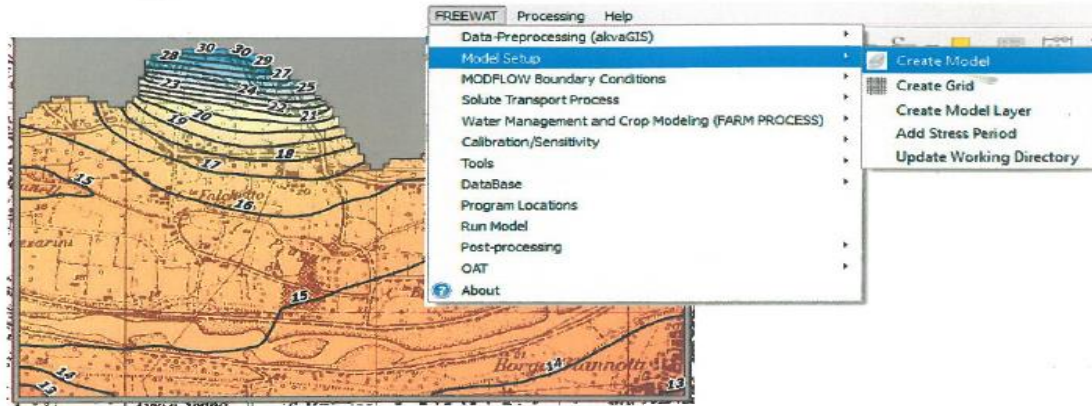 FREEWAT Processing Help
Data-Preprocessing (akvaGIS)
Model Setup
MODFLOW Boundary Conditions
Solute Transport Process
Water Management and Crop Modeling (FARM PROCESS)
Calibration/Sensitivity
Tools
DataBase
Program Locations
Run Model
Post-processing
OAT
About
Create Model
Create Grid
Create Model Layer
Add Stress Period
Update Working Directory
28 30 30 29
27
23 24 25
22
19 20 21
18
17
15
16
15
14
14
13
13